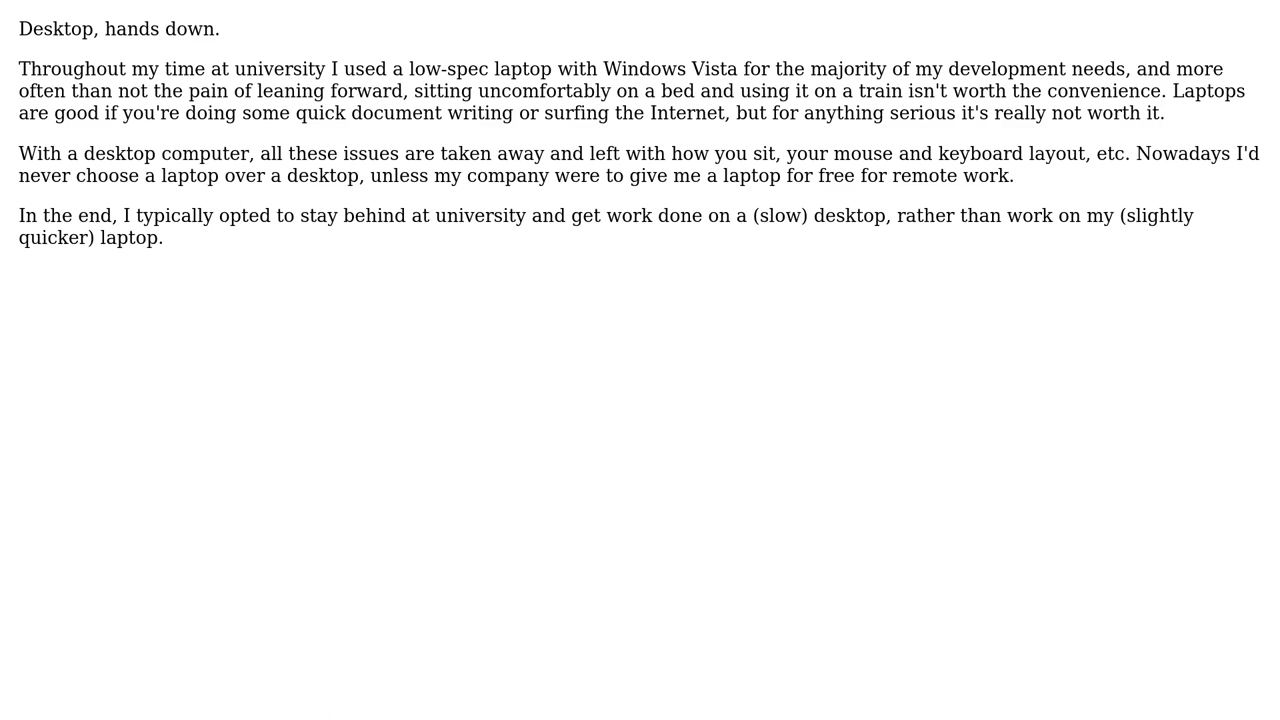 Desktop, hands down.
Throughout my time at university I used a low-spec laptop with Windows Vista for the majority of my development needs, and more
often than not the pain of leaning forward, sitting uncomfortably on a bed and using it on a train isn't worth the convenience. Laptops
are good if you're doing some quick document writing or surfing the Internet, but for anything serious it's really not worth it.
With a desktop computer, all these issues are taken away and left with how you sit, your mouse and keyboard layout, etc. Nowadays I'd
never choose a laptop over a desktop, unless my company were to give me a laptop for free for remote work.
In the end, I typically opted to stay behind at university and get work done on a (slow) desktop, rather than work on my (slightly
quicker) laptop.